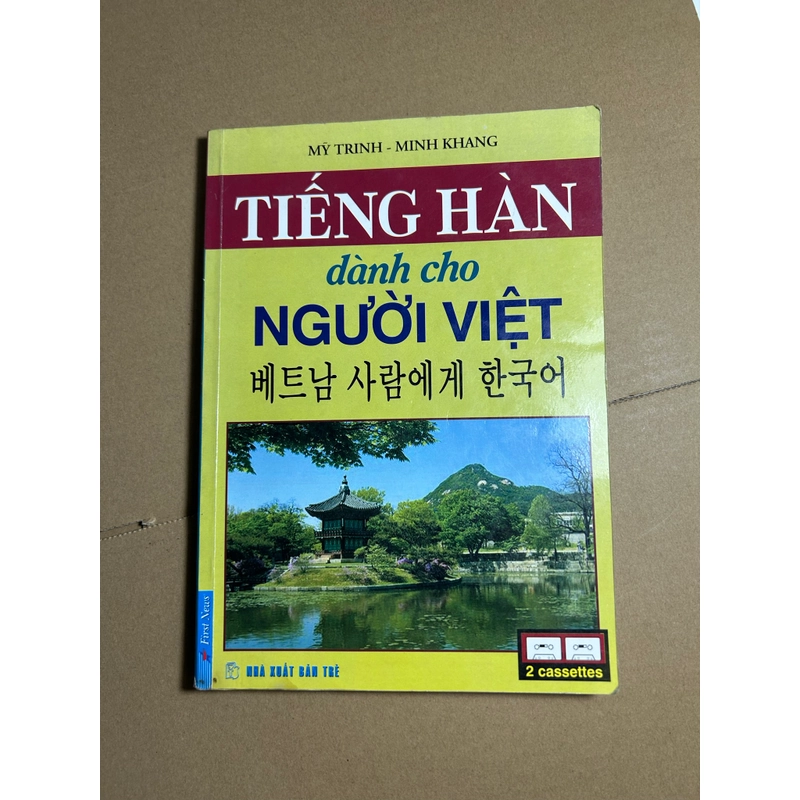 MỸ TRINH - MINH KHANG
TIẾNG HÀN
dành cho
NGƯỜI VIỆT
베트남 사람에게 한국어
First News
NHÀ XUẤT BẢN TRẺ
2 cassettes